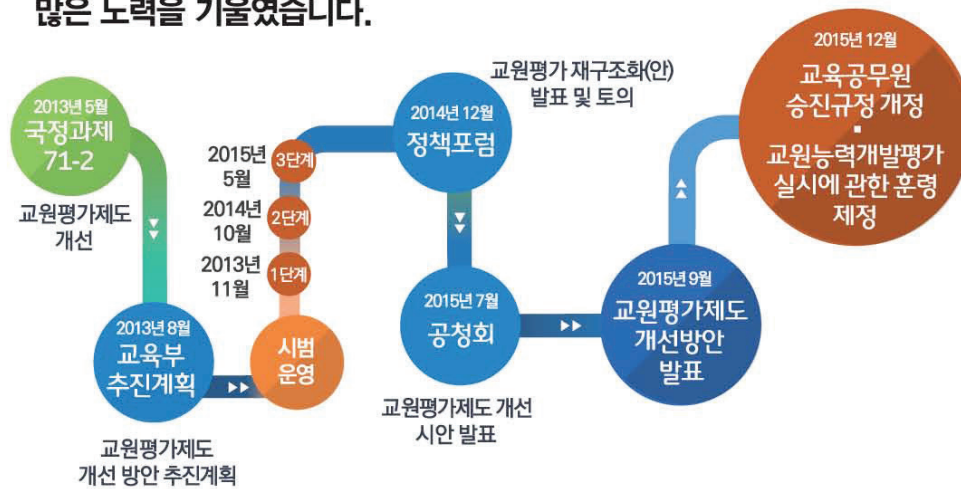 많은 노력을 기울였습니다.
2013년 5월
국정과제
71-2
교원평가제도
개선
2013년 8월
교육부
추진계획
교원평가제도
개선 방안 추진계획
시범
운영
2013년
11월
1단계
2014년
10월
2단계
2015년
5월
3단계
2014년 12월
정책포럼
교원평가 재구조화(안)
발표 및 토의
2015년 7월
공청회
교원평가제도 개선
시안 발표
2015년 9월
교원평가제도
개선방안
발표
2015년 12월
교육공무원
승진규정 개정
▪
교원능력개발평가
실시에 관한 훈령
제정